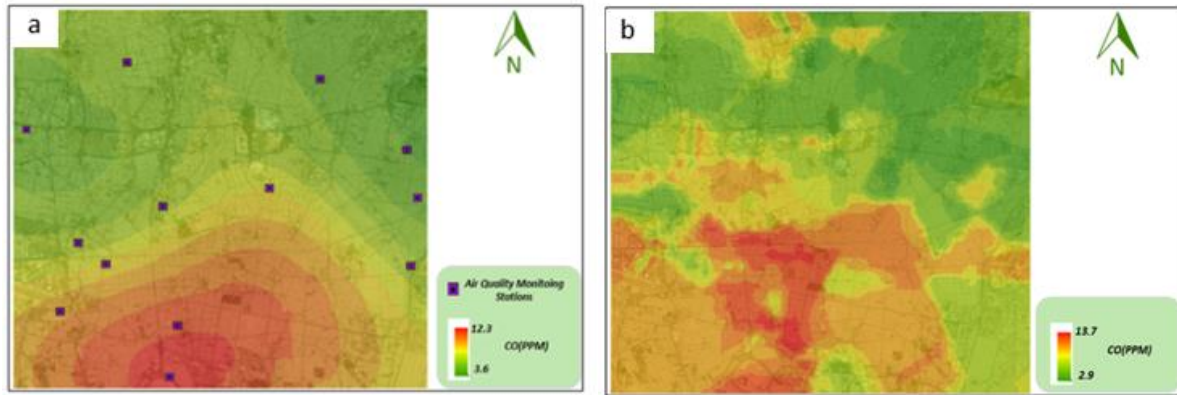 a
N
Air Quality Monitoing
Stations
12.3
CO(PPM)
3.6
b
N
13.7
CO(PPM)
2.9